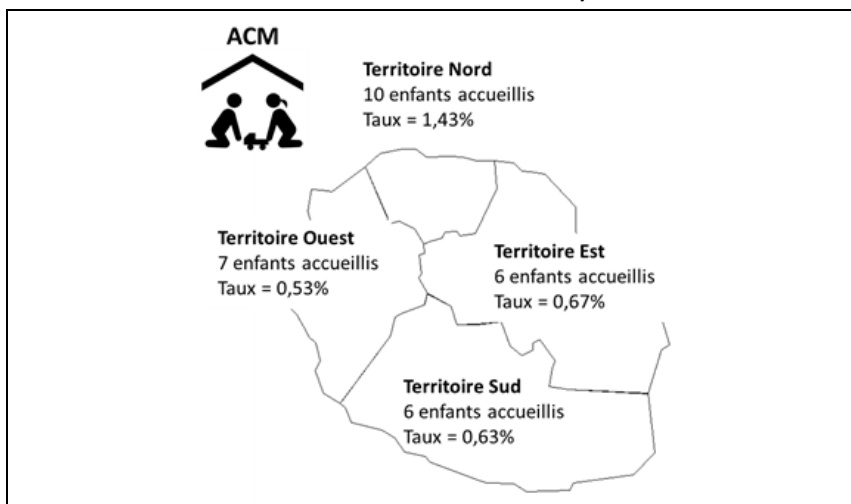 ACM
Territoire Nord
10 enfants accueillis
Taux = 1,43%
Territoire Ouest
7 enfants accueillis
Taux = 0,53%
Territoire Est
6 enfants accueillis
Taux = 0,67%
Territoire Sud
6 enfants accueillis
Taux = 0,63%